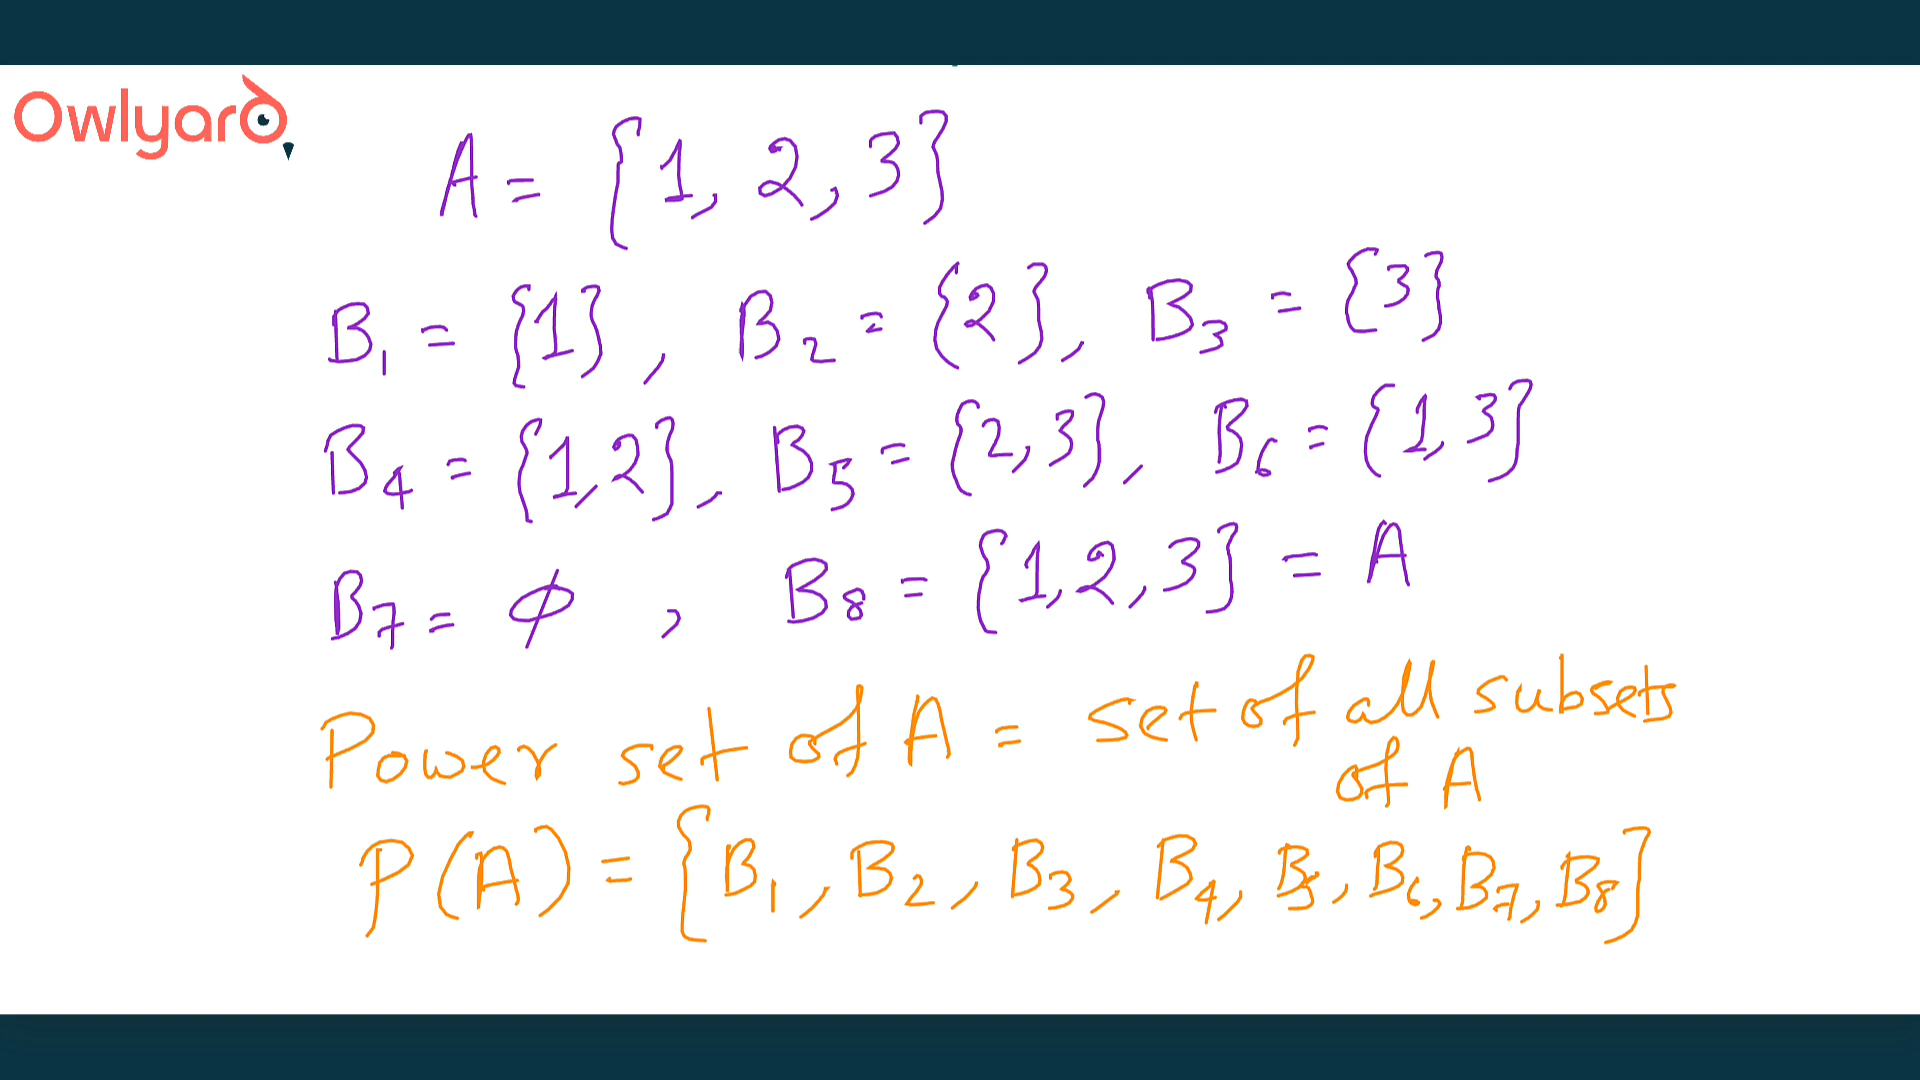 Owlyard
A = {1, 2, 3}
B₁ = {1}, B₂ = {2}, B₃ = {3}
B₄ = {1,2}, B₅ = {2,3}, B₆ = {1,3}
B₇ = ϕ, B₈ = {1,2,3} = A
Power set of A = set of all subsets
of A
P(A) = {B₁, B₂, B₃, B₄, B₅, B₆, B₇, B₈}